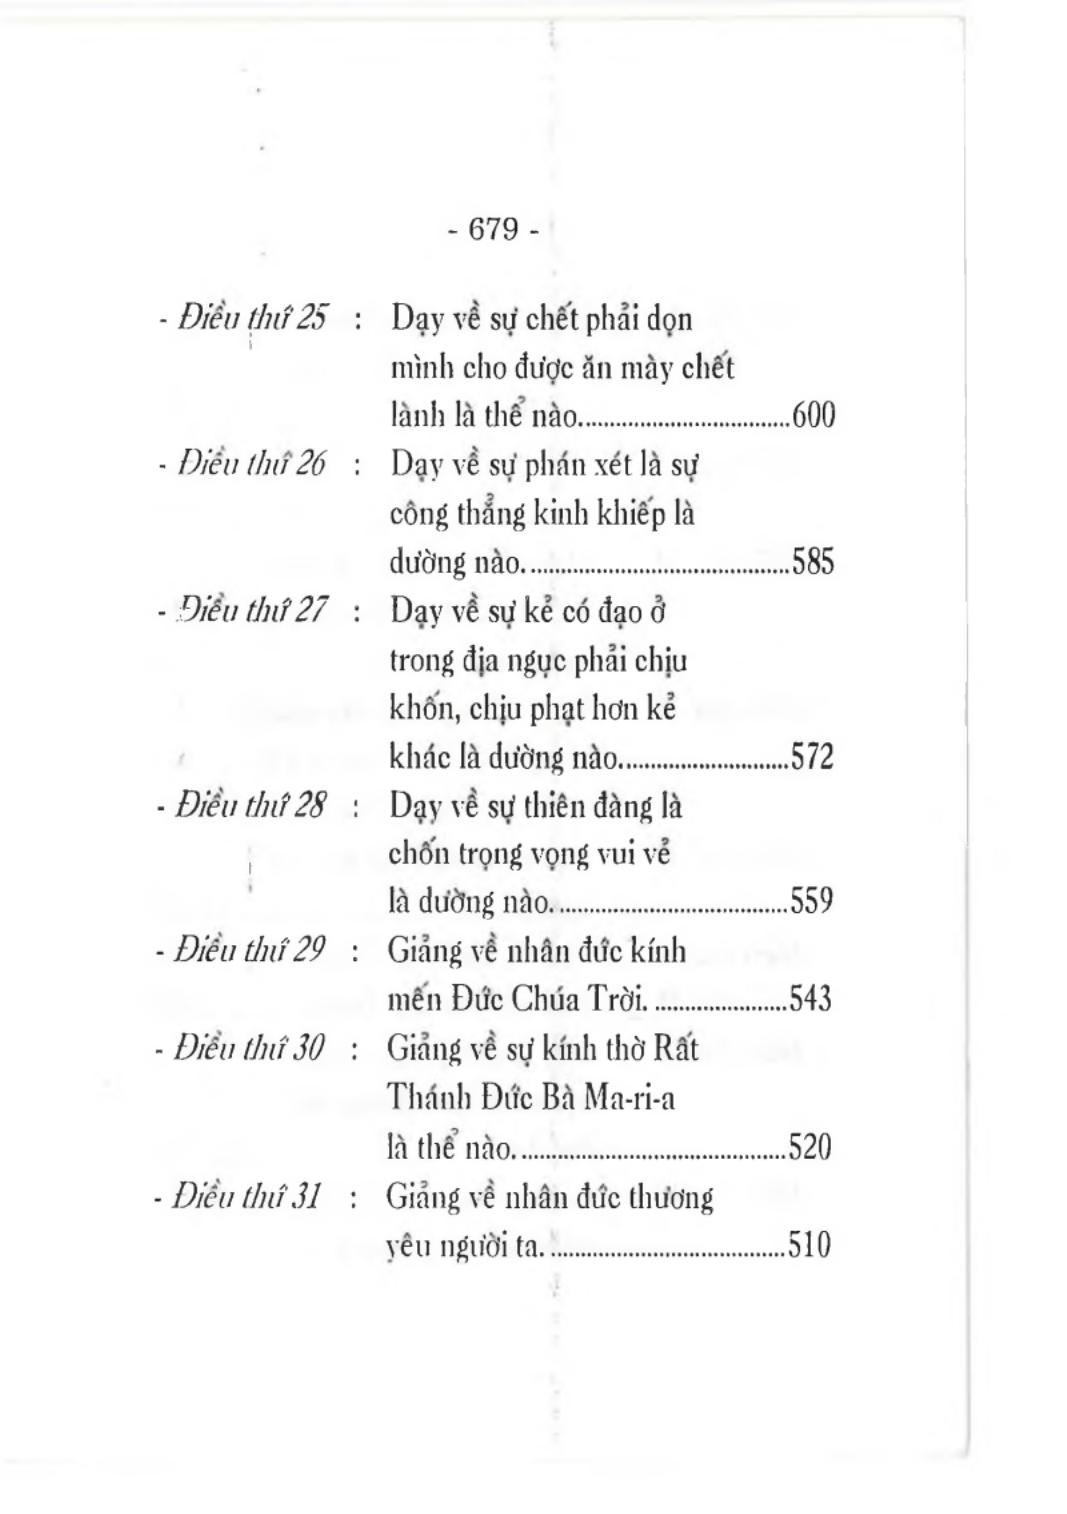 - 679 -
- Điều thứ 25 : Dạy về sự chết phải dọn
mình cho được ăn mày chết
lành là thể nào...................................600
- Điều thứ 26 : Dạy về sự phán xét là sự
công thẳng kinh khiếp là
dường nào...........................................585
- Điều thứ 27 : Dạy về sự kẻ có đạo ở
trong địa ngục phải chịu
khốn, chịu phạt hơn kẻ
khác là dường nào............................572
- Điều thứ 28 : Dạy về sự thiên đàng là
chốn trọng vọng vui vẻ
là dường nào.......................................559
- Điều thứ 29 : Giảng về nhân đức kính
mến Đức Chúa Trời. ......................543
- Điều thứ 30 : Giảng về sự kính thờ Rất
Thánh Đức Bà Ma-ri-a
là thể nào.............................................520
- Điều thứ 31 : Giảng về nhân đức thương
yêu người ta........................................510